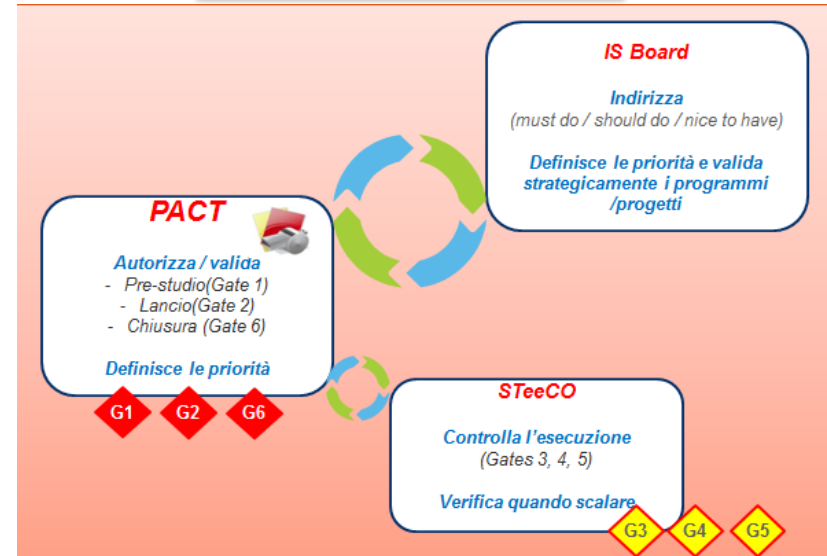 IS Board
Indirizza
(must do / should do / nice to have)
Definisce le priorità e valida
strategicamente i programmi
/progetti
PACT
Autorizza / valida
- Pre-studio(Gate 1)
- Lancio(Gate 2)
- Chiusura (Gate 6)
Definisce le priorità
G1 G2 G6
STeeCO
Controlla l'esecuzione
(Gates 3, 4, 5)
Verifica quando scalare
G3 G4 G5